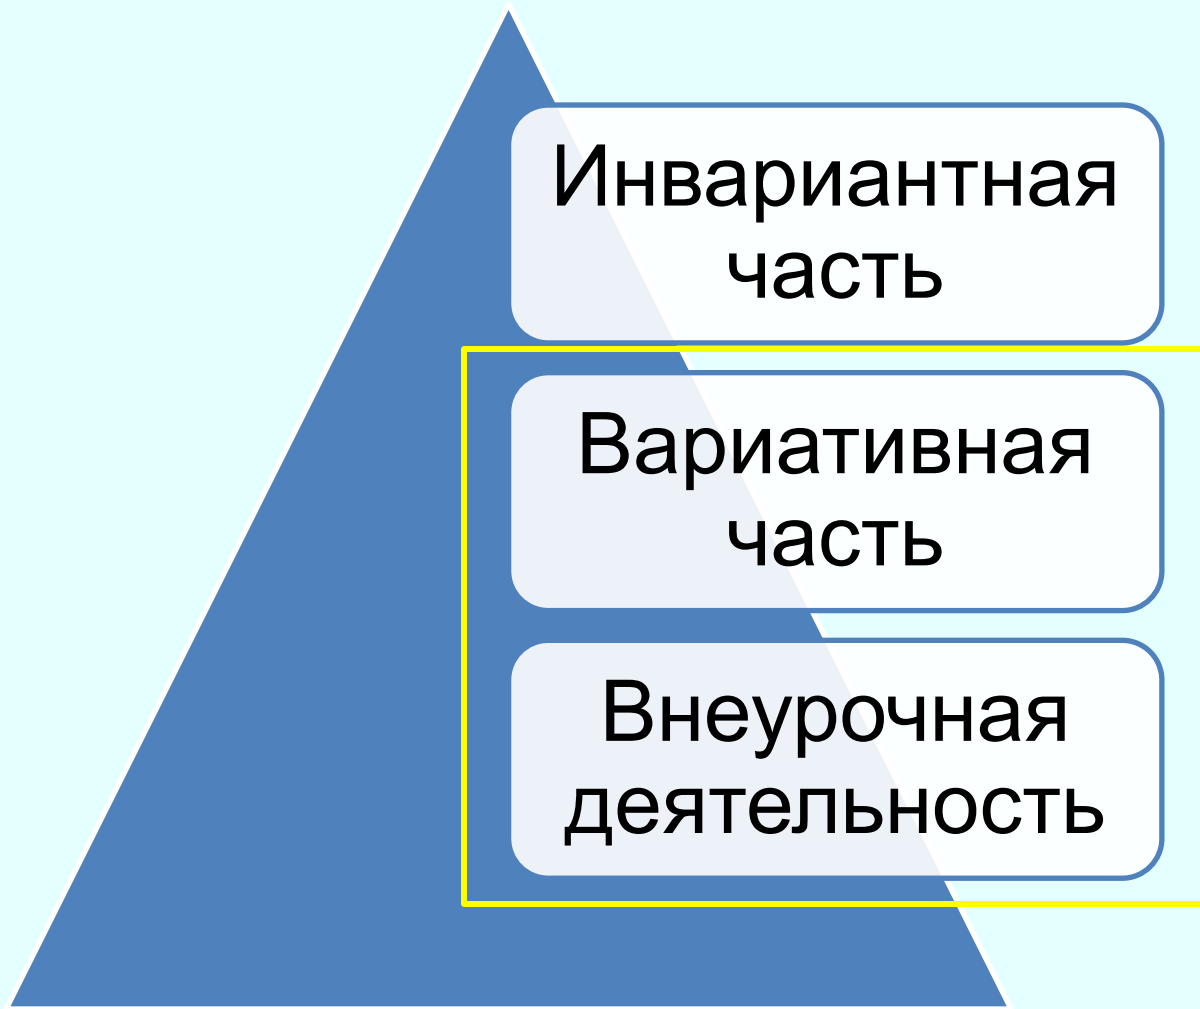 Инвариантная
часть
Вариативная
часть
Внеурочная
деятельность